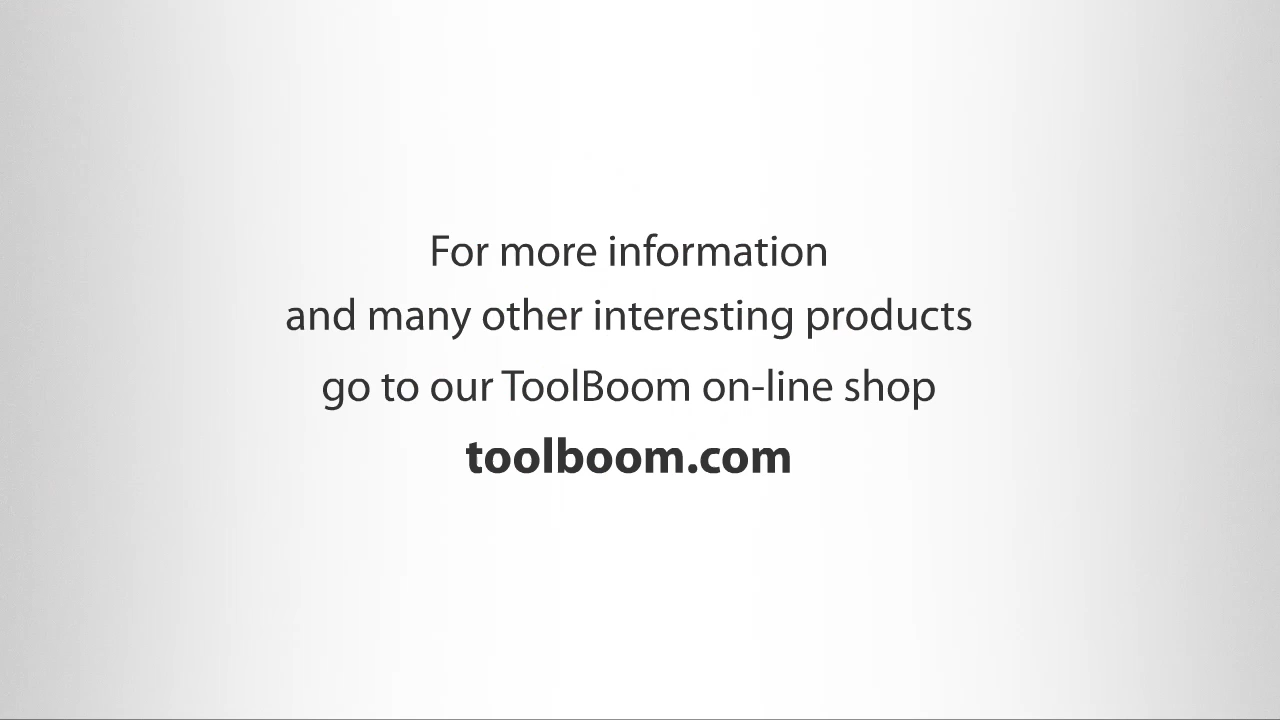 For more information
and many other interesting products
go to our ToolBoom on-line shop
toolboom.com